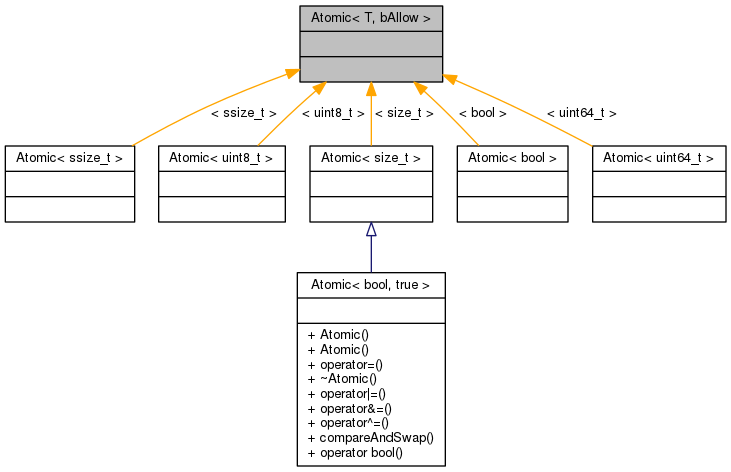 Atomic< T, bAllow >
< ssize_t >
< uint8_t >
< size_t >
< bool >
< uint64_t >
Atomic< ssize_t >
Atomic< uint8_t >
Atomic< size_t >
Atomic< bool >
Atomic< uint64_t >
Atomic< bool, true >
+ Atomic()
+ Atomic()
+ operator=()
+ ~Atomic()
+ operator|=()
+ operator&=()
+ operator^=()
+ compareAndSwap()
+ operator bool()